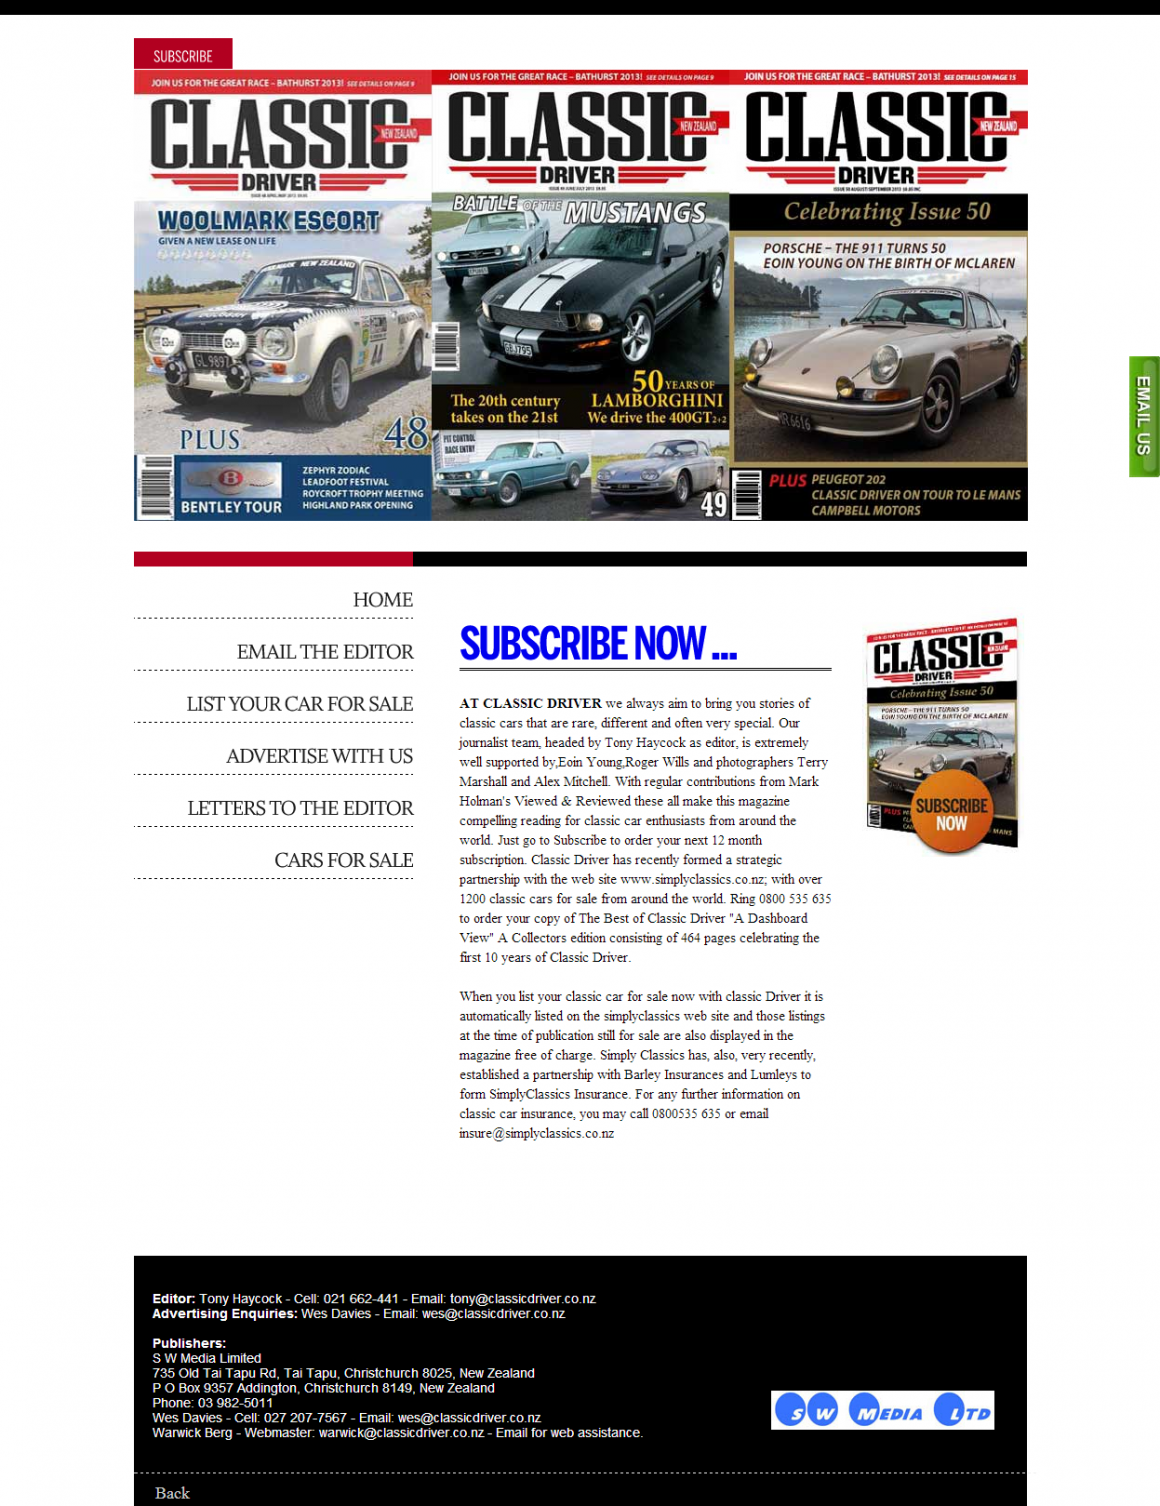 SUBSCRIBE
JOIN US FOR THE GREAT RACE – BATHURST 2013! SEE DETAILS ON PAGE 9
CLASSIC
NEW ZEALAND
DRIVER
WOOLMARK ESCORT
GIVEN A NEW LEASE ON LIFE
WOOLMARK NEW ZEALAND
44
GL9897
PLUS
48
BENTLEY TOUR
ZEPHYR ZODIAC
LEADFOOT FESTIVAL
ROYCROFT TROPHY MEETING
HIGHLAND PARK OPENING
JOIN US FOR THE GREAT RACE – BATHURST 2013! SEE DETAILS ON PAGE 9
CLASSIC
NEW ZEALAND
DRIVER
BATTLE OF THE MUSTANGS
The 20th century
takes on the 21st
50 YEARS OF
LAMBORGHINI
We drive the 400GT2+2
PIT CONTROL
RACE ENTRY
49
JOIN US FOR THE GREAT RACE – BATHURST 2013! SEE DETAILS ON PAGE 15
CLASSIC
NEW ZEALAND
DRIVER
Celebrating Issue 50
PORSCHE – THE 911 TURNS 50
EOIN YOUNG ON THE BIRTH OF MCLAREN
PLUS PEUGEOT 202
CLASSIC DRIVER ON TOUR TO LE MANS
CAMPBELL MOTORS
EMAIL US
HOME
EMAIL THE EDITOR
LIST YOUR CAR FOR SALE
ADVERTISE WITH US
LETTERS TO THE EDITOR
CARS FOR SALE
SUBSCRIBE NOW ...
AT CLASSIC DRIVER we always aim to bring you stories of
classic cars that are rare, different and often very special. Our
journalist team, headed by Tony Haycock as editor, is extremely
well supported by,Eoin Young,Roger Wills and photographers Terry
Marshall and Alex Mitchell. With regular contributions from Mark
Holman's Viewed & Reviewed these all make this magazine
compelling reading for classic car enthusiasts from around the
world. Just go to Subscribe to order your next 12 month
subscription. Classic Driver has recently formed a strategic
partnership with the web site www.simplyclassics.co.nz; with over
1200 classic cars for sale from around the world. Ring 0800 535 635
to order your copy of The Best of Classic Driver "A Dashboard
View" A Collectors edition consisting of 464 pages celebrating the
first 10 years of Classic Driver.
When you list your classic car for sale now with classic Driver it is
automatically listed on the simplyclassics web site and those listings
at the time of publication still for sale are also displayed in the
magazine free of charge. Simply Classics has, also, very recently,
established a partnership with Barley Insurances and Lumleys to
form SimplyClassics Insurance. For any further information on
classic car insurance, you may call 0800535 635 or email
insure@simplyclassics.co.nz
CLASSIC
DRIVER
Celebrating Issue 50
PORSCHE – THE 911 TURNS 50
EOIN YOUNG ON THE BIRTH OF MCLAREN
SUBSCRIBE
NOW
PLUS
MANS
Editor: Tony Haycock - Cell: 021 662-441 - Email: tony@classicdriver.co.nz
Advertising Enquiries: Wes Davies - Email: wes@classicdriver.co.nz
Publishers:
S W Media Limited
735 Old Tai Tapu Rd, Tai Tapu, Christchurch 8025, New Zealand
P O Box 9357 Addington, Christchurch 8149, New Zealand
Phone: 03 982-5011
Wes Davies - Cell: 027 207-7567 - Email: wes@classicdriver.co.nz
Warwick Berg - Webmaster: warwick@classicdriver.co.nz - Email for web assistance.
S W MEDIA LTD
Back